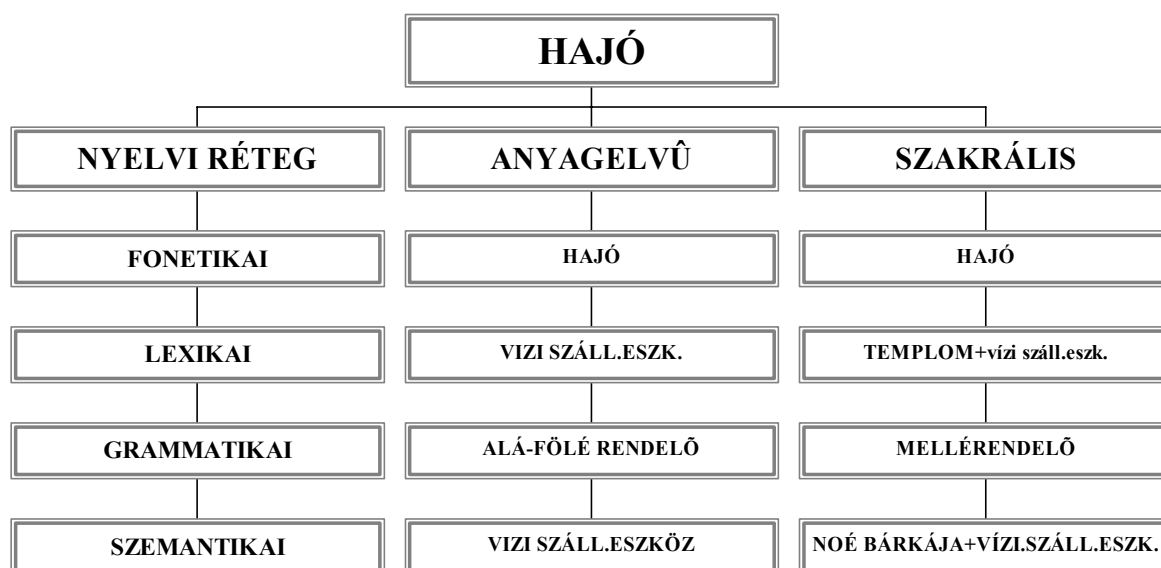 HAJÓ
NYELVI RÉTEG
ANYAGELVÛ
SZAKRÁLIS
FONETIKAI
HAJÓ
HAJÓ
LEXIKAI
VIZI SZÁLL.ESZK.
TEMPLOM+vízi száll.eszk.
GRAMMATIKAI
ALÁ-FÖLÉ RENDELÕ
MELLÉRENDELÕ
SZEMANTIKAI
VIZI SZÁLL.ESZKÖZ
NOÉ BÁRKÁJA+VÍZI.SZÁLL.ESZK.